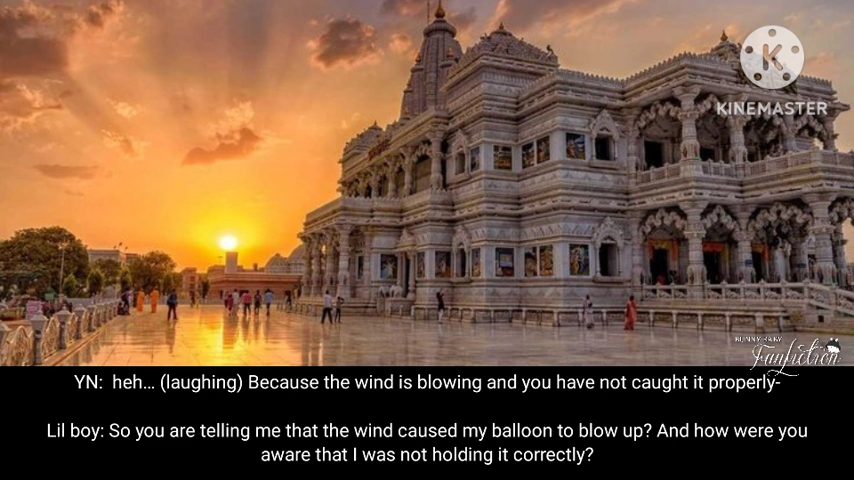 K
KINEMASTER
BUNNY BABY
Fanfiction
YN:  heh... (laughing) Because the wind is blowing and you have not caught it properly-
Lil boy: So you are telling me that the wind caused my balloon to blow up? And how were you
aware that I was not holding it correctly?